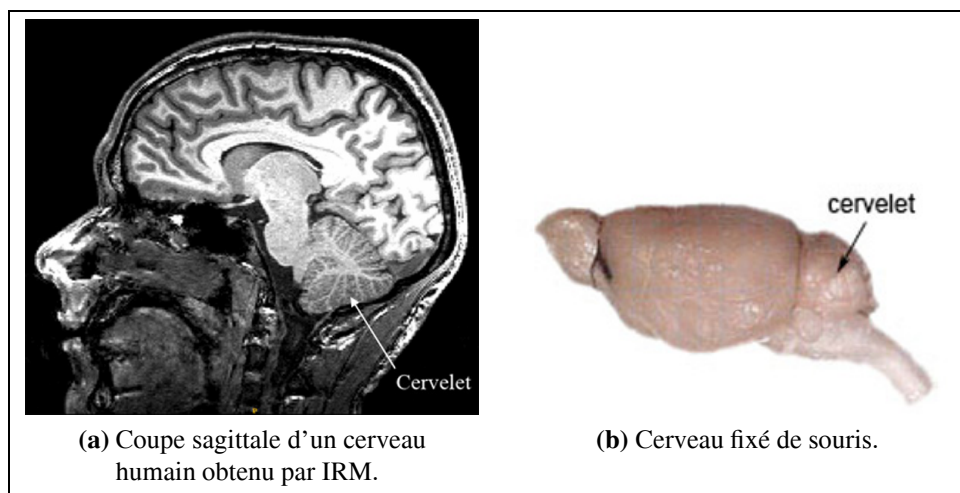 Cervelet
cervelet
(a) Coupe sagittale d'un cerveau
humain obtenu par IRM.
(b) Cerveau fixé de souris.